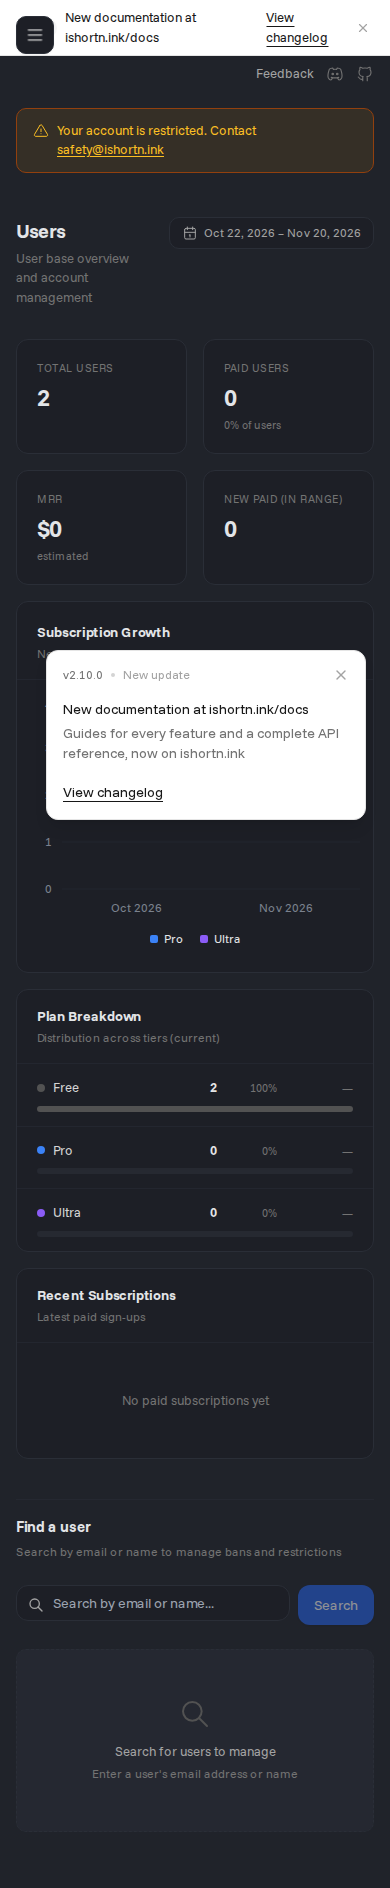 New documentation at ishortn.ink/docs
View changelog
Feedback
Your account is restricted. Contact
safety@ishortn.ink
Users
Oct 22, 2026 – Nov 20, 2026
User base overview
and account
management
TOTAL USERS
2
PAID USERS
0
0% of users
MRR
$0
estimated
NEW PAID (IN RANGE)
0
Subscription Growth
v2.10.0 • New update
New documentation at ishortn.ink/docs
Guides for every feature and a complete API
reference, now on ishortn.ink
View changelog
1
0
Oct 2026 Nov 2026
Pro Ultra
Plan Breakdown
Distribution across tiers (current)
Free 2 100% —
Pro 0 0% —
Ultra 0 0% —
Recent Subscriptions
Latest paid sign-ups
No paid subscriptions yet
Find a user
Search by email or name to manage bans and restrictions
Search by email or name... Search
Search for users to manage
Enter a user's email address or name